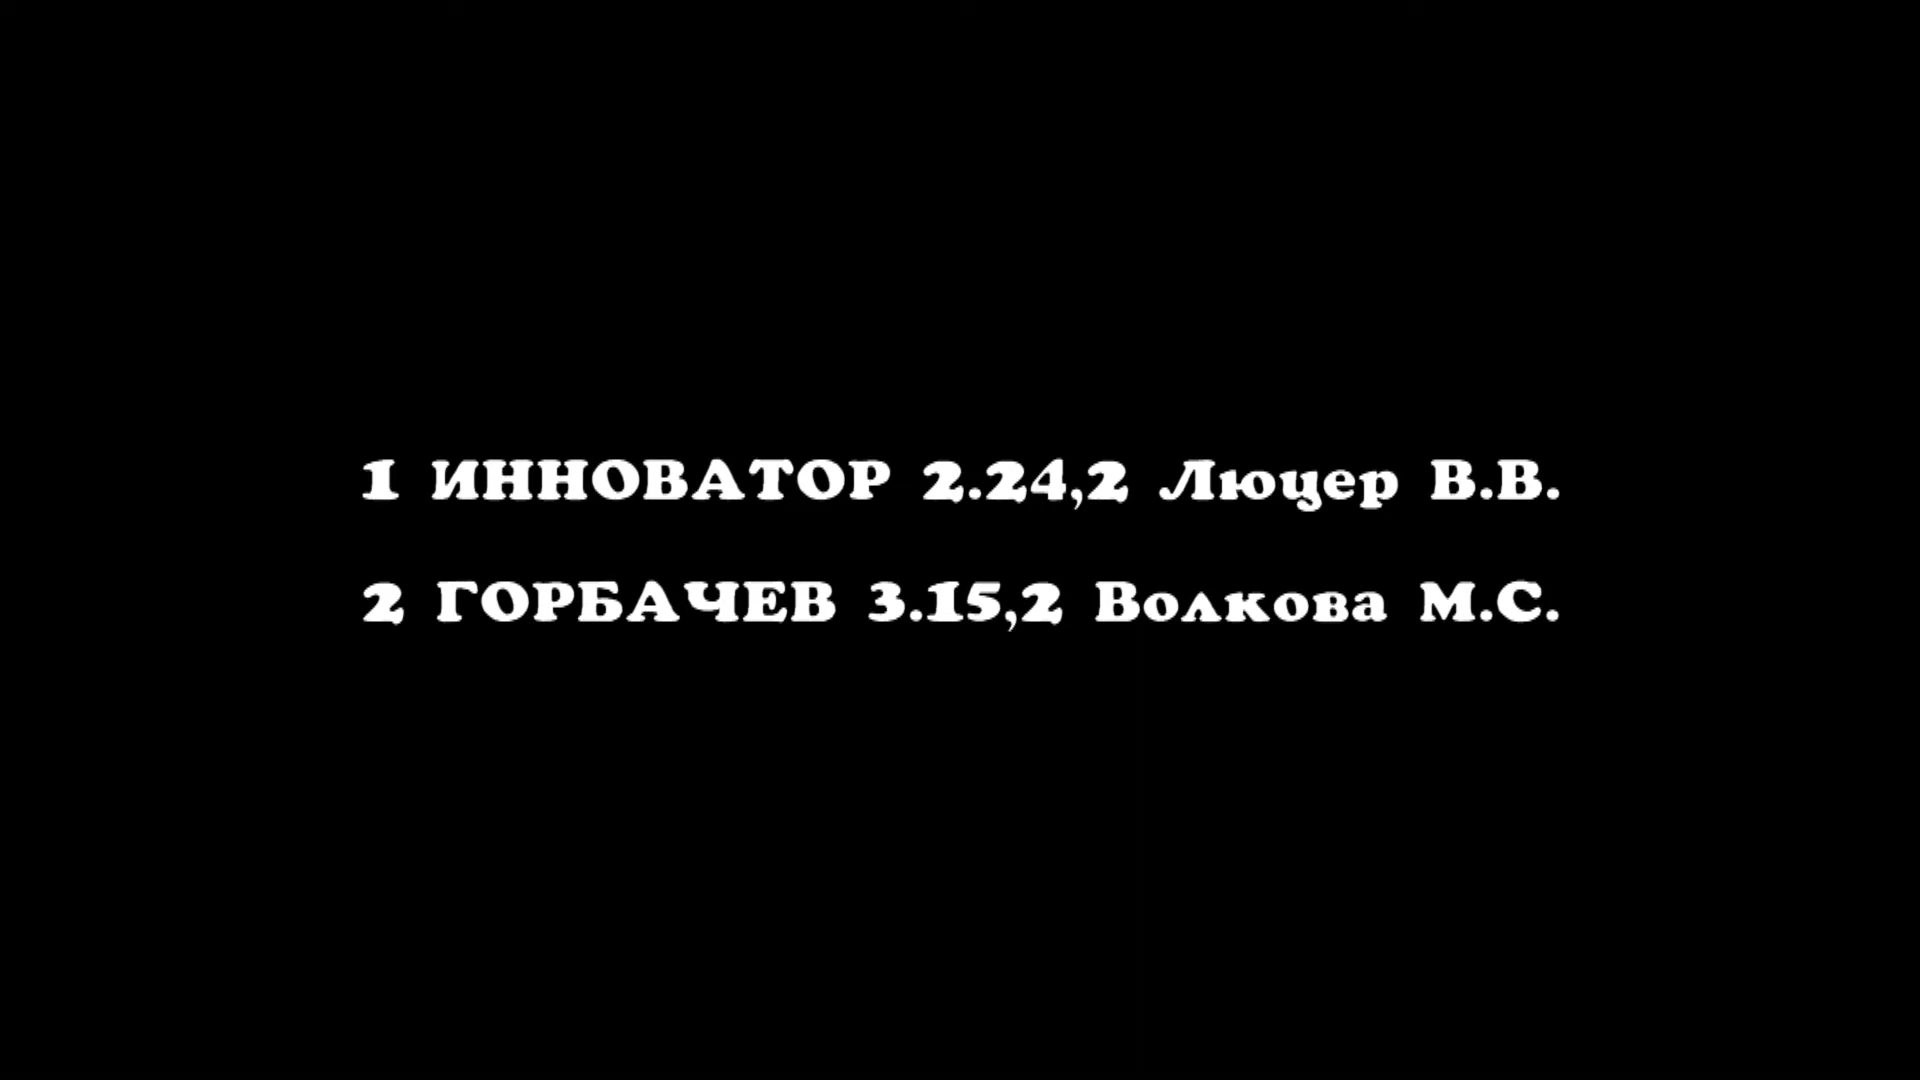 1 ИННОВАТОР 2.24,2 Люцер В.В.
2 ГОРБАЧЕВ 3.15,2 Волкова М.С.